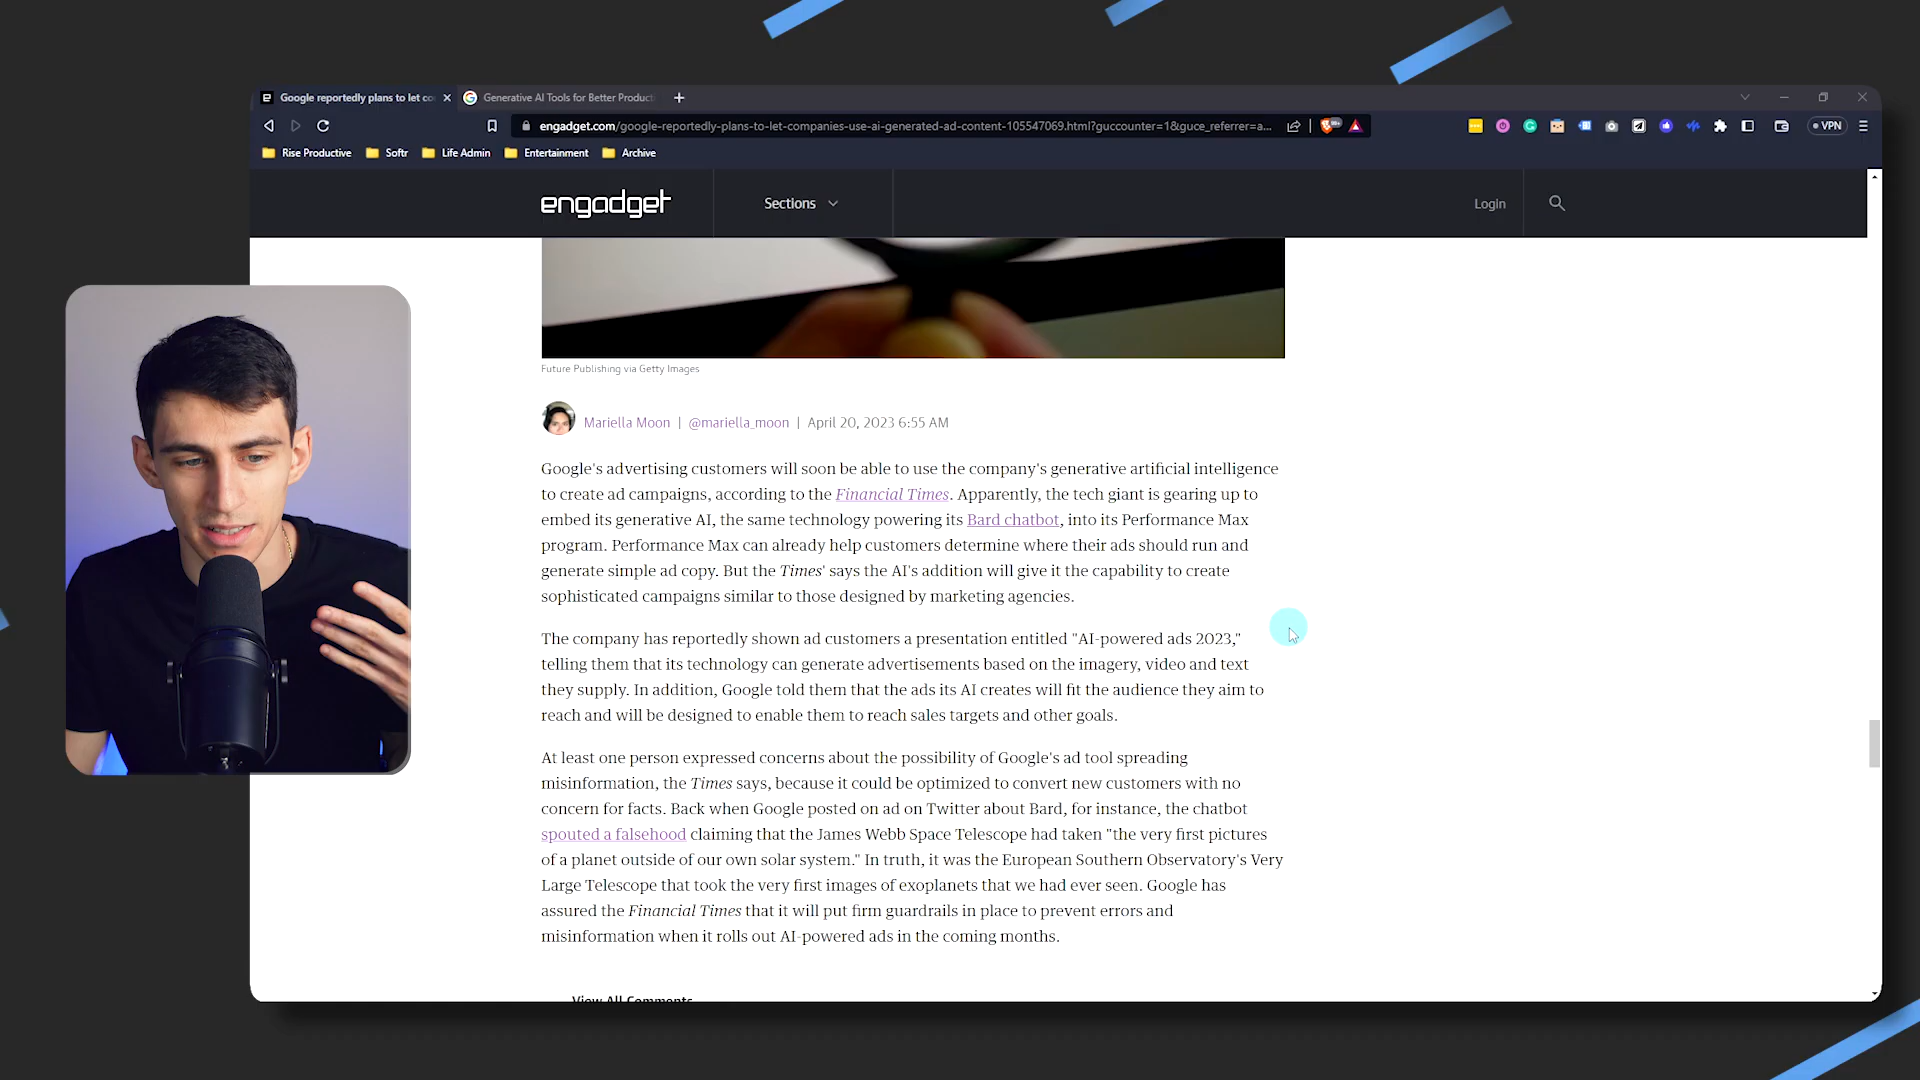 Google reportedly plans to let co
Generative AI Tools for Better Product
engadget.com/google-reportedly-plans-to-let-companies-use-ai-generated-ad-content-105547069.html?guccounter=1&guce_referrer=a...
VPN
Rise Productive
Softr
Life Admin
Entertainment
Archive
engadget
Sections
Login
Future Publishing via Getty Images
Mariella Moon | @mariella_moon | April 20, 2023 6:55 AM
Google's advertising customers will soon be able to use the company's generative artificial intelligence
to create ad campaigns, according to the Financial Times. Apparently, the tech giant is gearing up to
embed its generative AI, the same technology powering its Bard chatbot, into its Performance Max
program. Performance Max can already help customers determine where their ads should run and
generate simple ad copy. But the Times' says the AI's addition will give it the capability to create
sophisticated campaigns similar to those designed by marketing agencies.
The company has reportedly shown ad customers a presentation entitled "AI-powered ads 2023,"
telling them that its technology can generate advertisements based on the imagery, video and text
they supply. In addition, Google told them that the ads its AI creates will fit the audience they aim to
reach and will be designed to enable them to reach sales targets and other goals.
At least one person expressed concerns about the possibility of Google's ad tool spreading
misinformation, the Times says, because it could be optimized to convert new customers with no
concern for facts. Back when Google posted on ad on Twitter about Bard, for instance, the chatbot
spouted a falsehood claiming that the James Webb Space Telescope had taken "the very first pictures
of a planet outside of our own solar system." In truth, it was the European Southern Observatory's Very
Large Telescope that took the very first images of exoplanets that we had ever seen. Google has
assured the Financial Times that it will put firm guardrails in place to prevent errors and
misinformation when it rolls out AI-powered ads in the coming months.
View All Comments